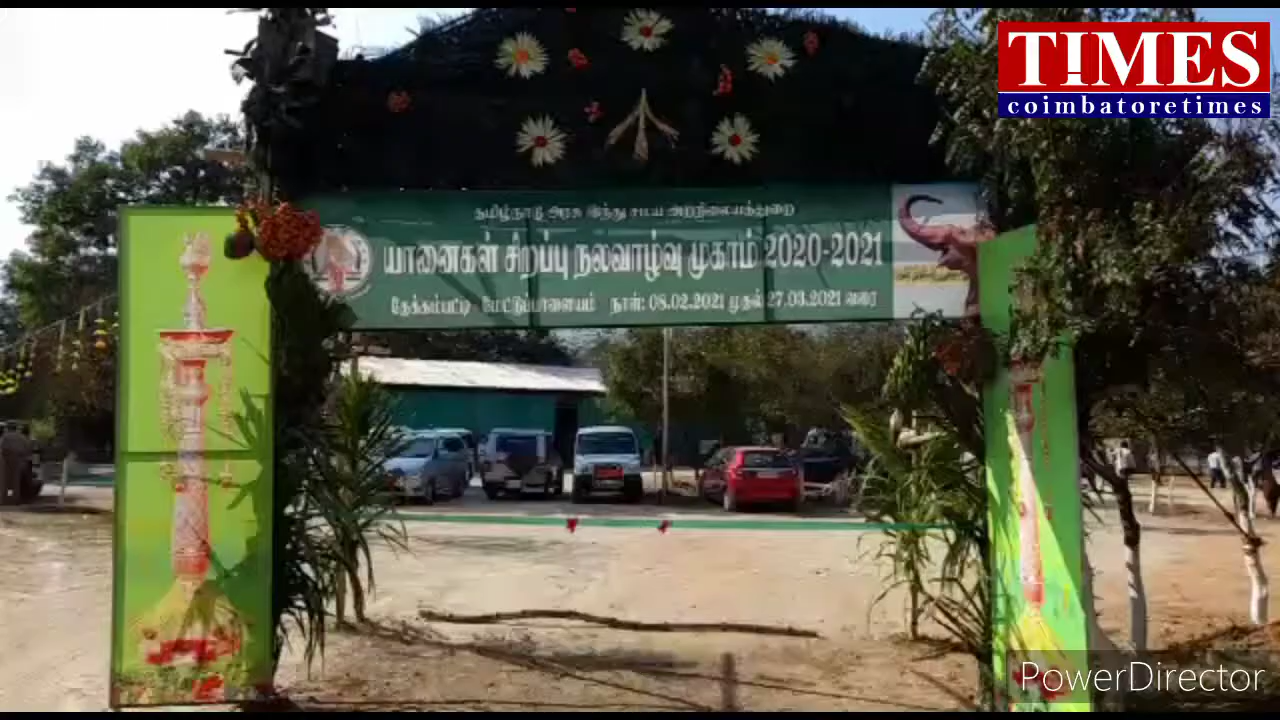 TIMES
coimbatoretimes
தமிழ்நாடு அரசு இந்து சமய அறநிலையத்துறை
யானைகள் சிறப்பு நலவாழ்வு முகாம் 2020-2021
தேக்கம்பட்டி மேட்டுப்பாளையம் நாள்: 08.02.2021 முதல் 27.03.2021 வரை
PowerDirector